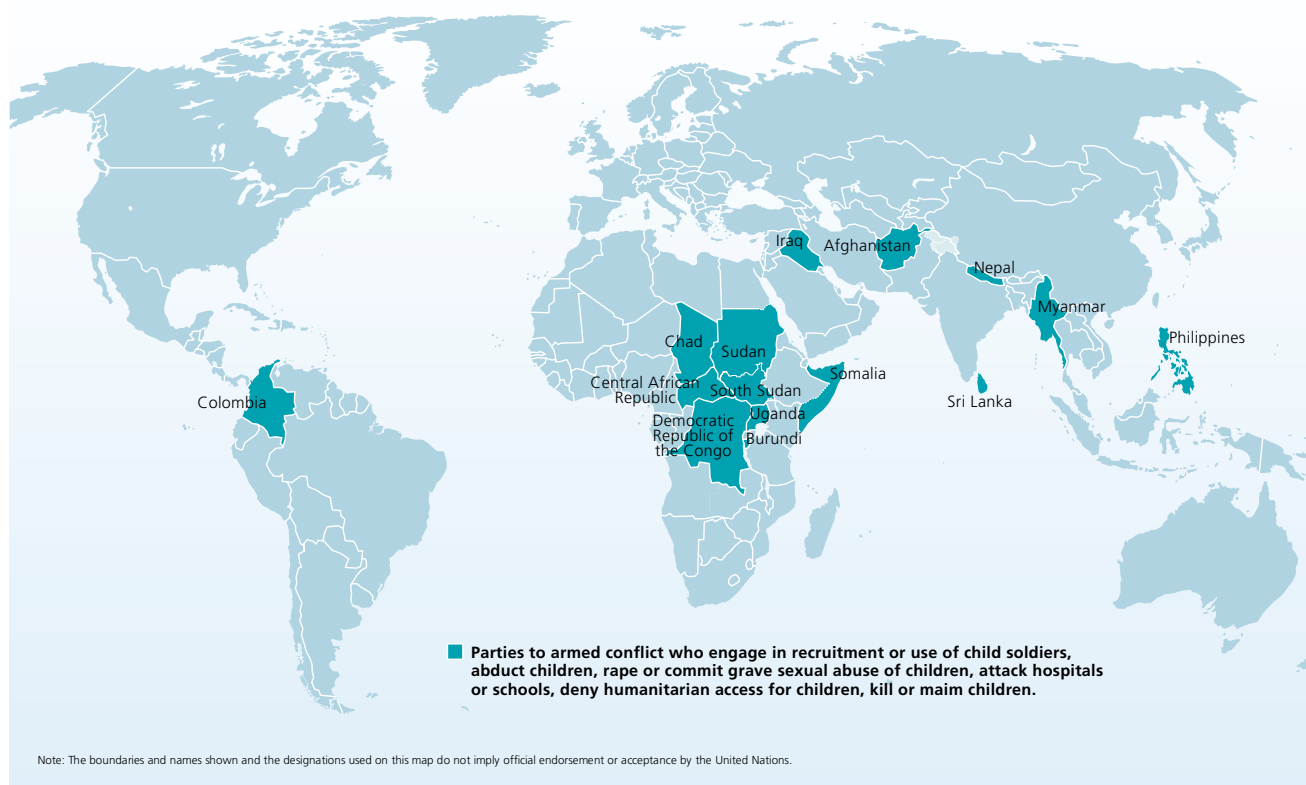 Iraq
Afghanistan
Nepal
Myanmar
Philippines
Chad
Sudan
Somalia
Central African
Republic
South Sudan
Colombia
Sri Lanka
Uganda
Democratic
Republic of
the Congo
Burundi
Parties to armed conflict who engage in recruitment or use of child soldiers,
abduct children, rape or commit grave sexual abuse of children, attack hospitals
or schools, deny humanitarian access for children, kill or maim children.
Note: The boundaries and names shown and the designations used on this map do not imply official endorsement or acceptance by the United Nations.